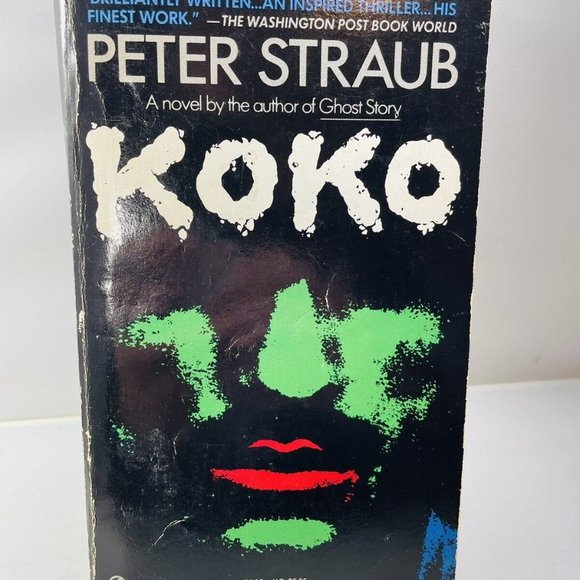 BRILLIANTLY WRITTEN...AN INSPIRED THRILLER...HIS
FINEST WORK." —THE WASHINGTON POST BOOK WORLD
PETER STRAUB
A novel by the author of Ghost Story
KOKO